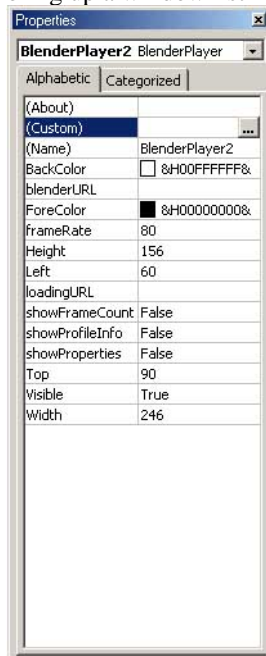 Properties
BlenderPlayer2 BlenderPlayer
Alphabetic Categorized
(About)
(Custom) ...
(Name) BlenderPlayer2
BackColor &H00FFFFFF&
blenderURL
ForeColor &H00000000&
frameRate 80
Height 156
Left 60
loadingURL
showFrameCount False
showProfileInfo False
showProperties False
Top 90
Visible True
Width 246